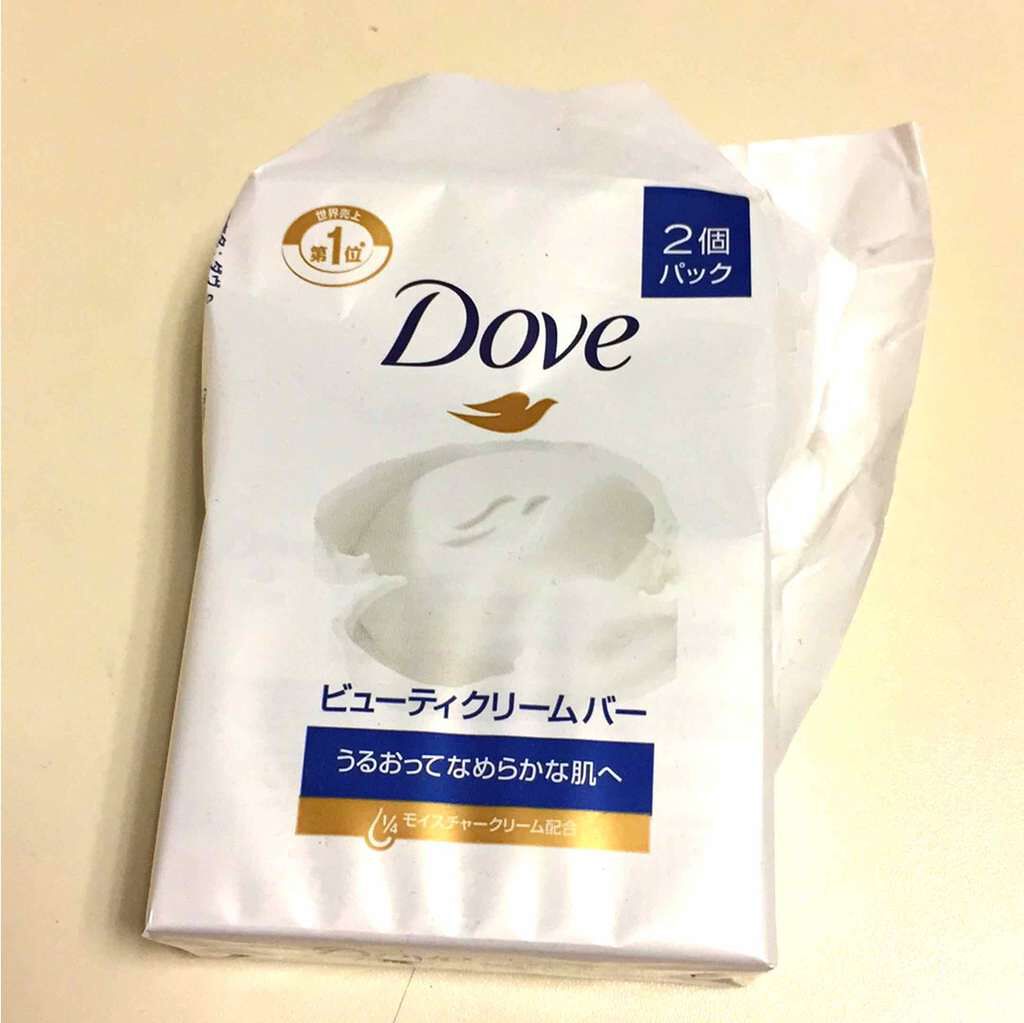 世界売上
第1位*
2個
パック
Dove
ビューティクリームバー
うるおってなめらかな肌へ
1/4 モイスチャークリーム配合